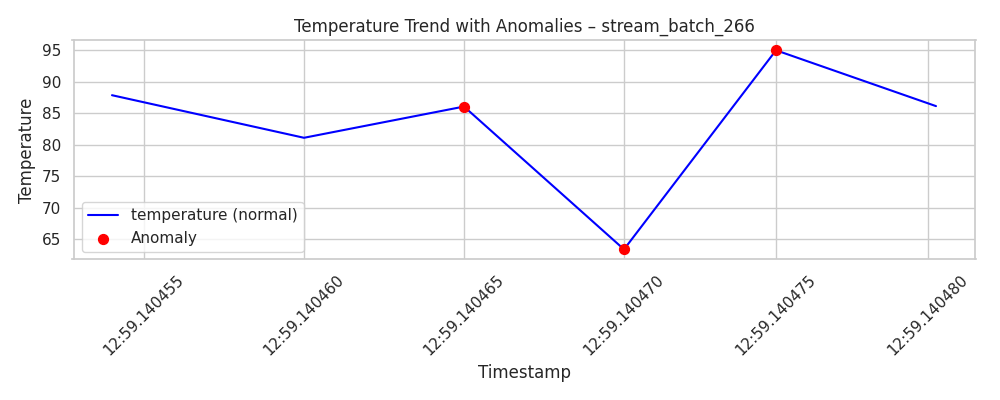 Temperature Trend with Anomalies – stream_batch_266
Temperature
95
90
85
80
75
70
65
temperature (normal)
Anomaly
12:59.140455
12:59.140460
12:59.140465
12:59.140470
12:59.140475
12:59.140480
Timestamp